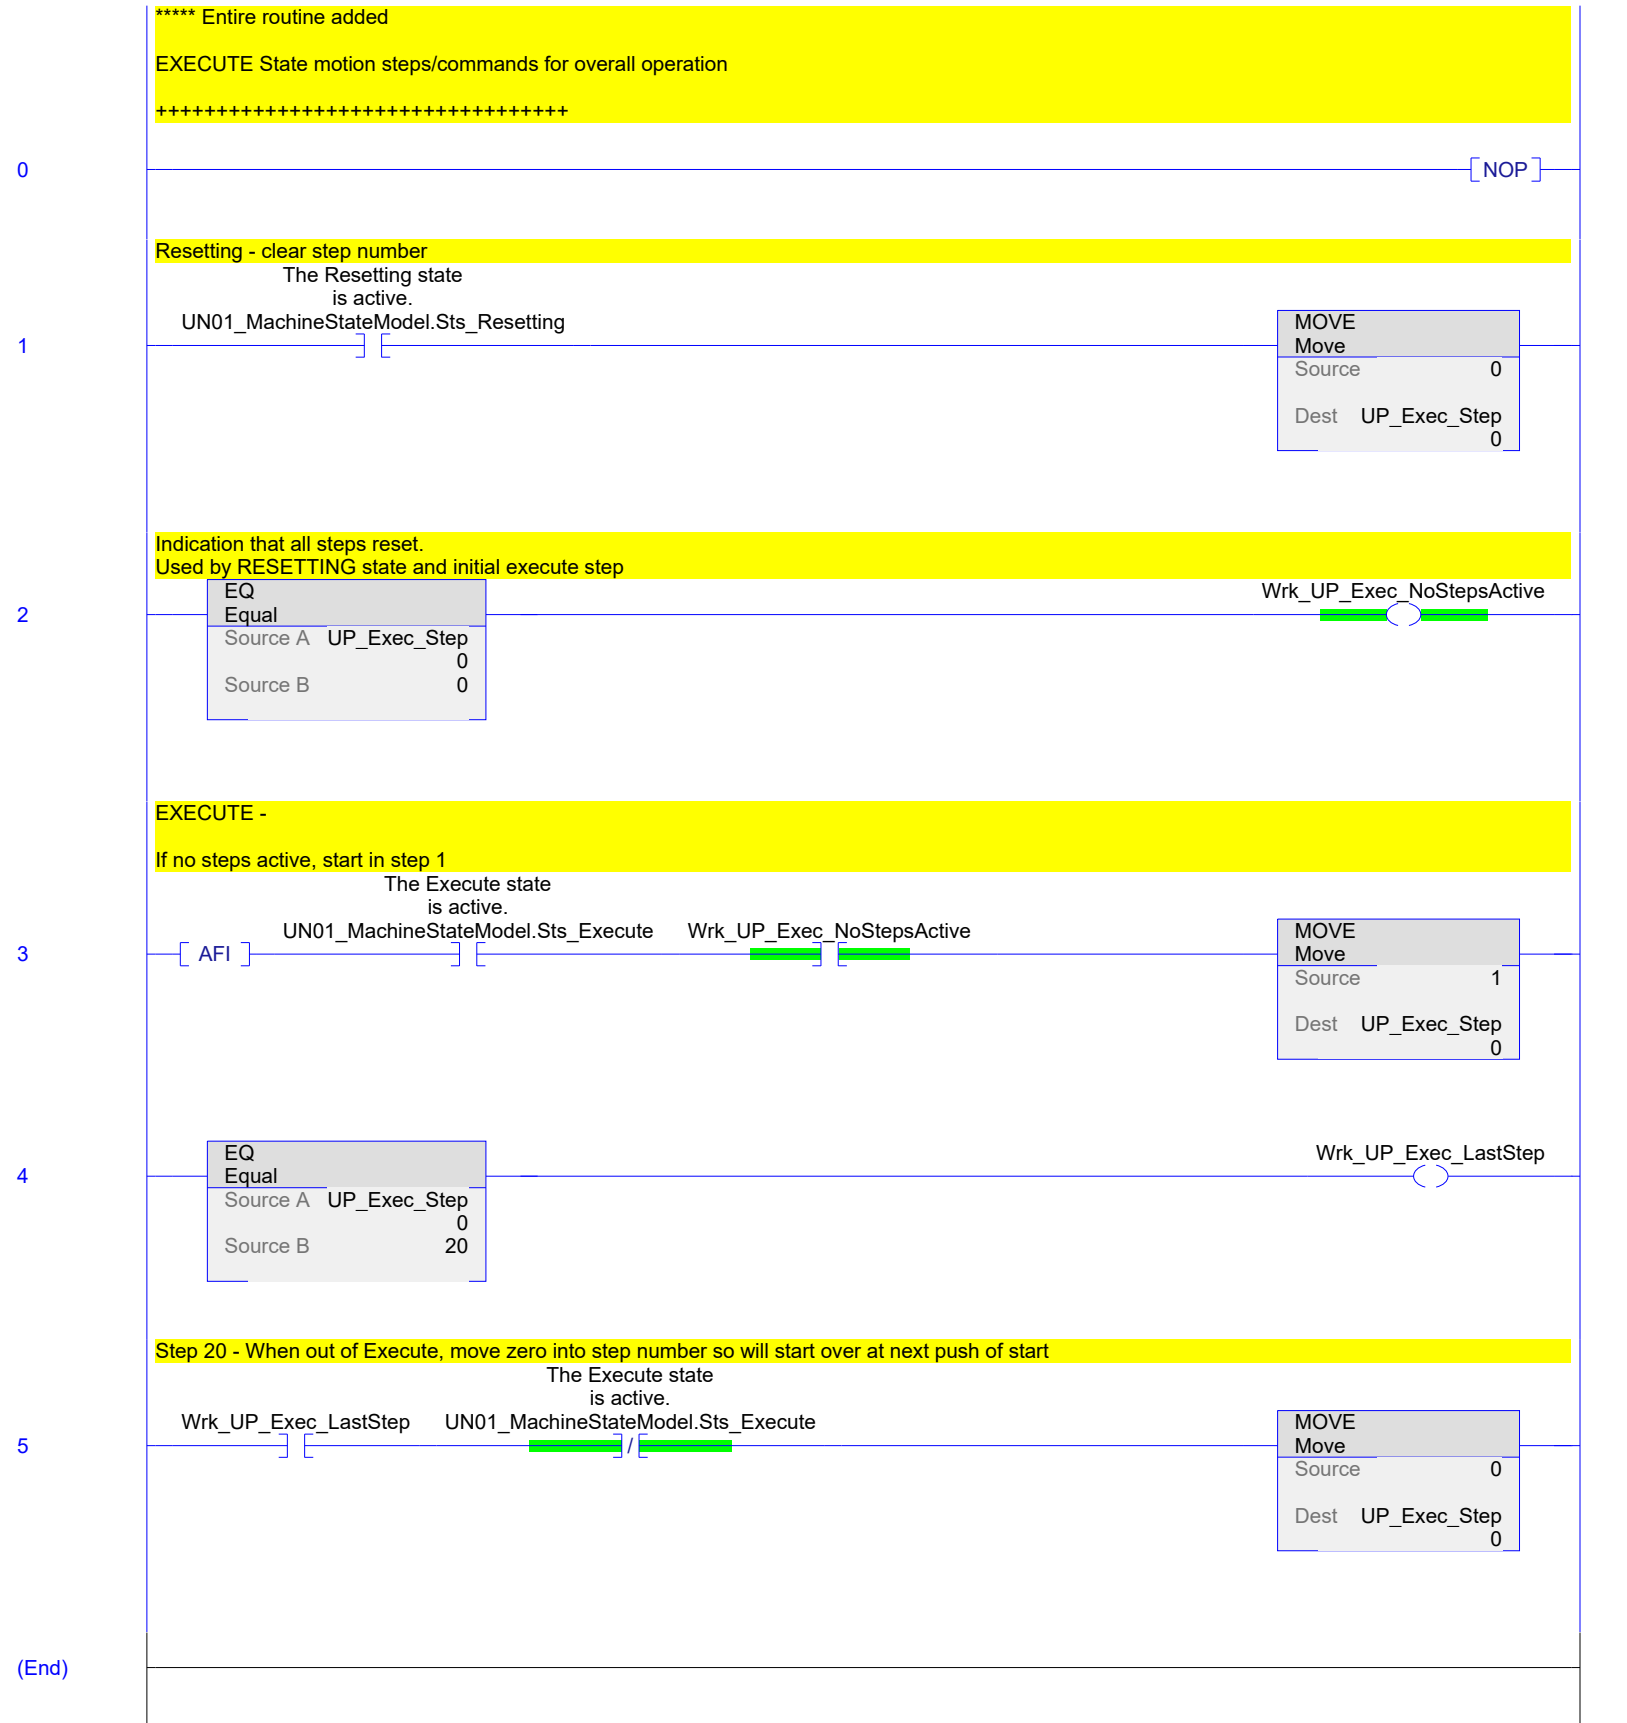 ***** Entire routine added
EXECUTE State motion steps/commands for overall operation
++++++++++++++++++++++++++++++++++
0
NOP
Resetting - clear step number
The Resetting state
is active.
UN01_MachineStateModel.Sts_Resetting
1
MOVE
Move
Source 0
Dest UP_Exec_Step
0
Indication that all steps reset.
Used by RESETTING state and initial execute step
EQ
Equal
Source A UP_Exec_Step
0
Source B 0
Wrk_UP_Exec_NoStepsActive
2
EXECUTE -
If no steps active, start in step 1
The Execute state
is active.
UN01_MachineStateModel.Sts_Execute Wrk_UP_Exec_NoStepsActive
3
AFI
MOVE
Move
Source 1
Dest UP_Exec_Step
0
EQ
Equal
Source A UP_Exec_Step
0
Source B 20
Wrk_UP_Exec_LastStep
4
Step 20 - When out of Execute, move zero into step number so will start over at next push of start
The Execute state
is active.
Wrk_UP_Exec_LastStep UN01_MachineStateModel.Sts_Execute
5
/
MOVE
Move
Source 0
Dest UP_Exec_Step
0
(End)